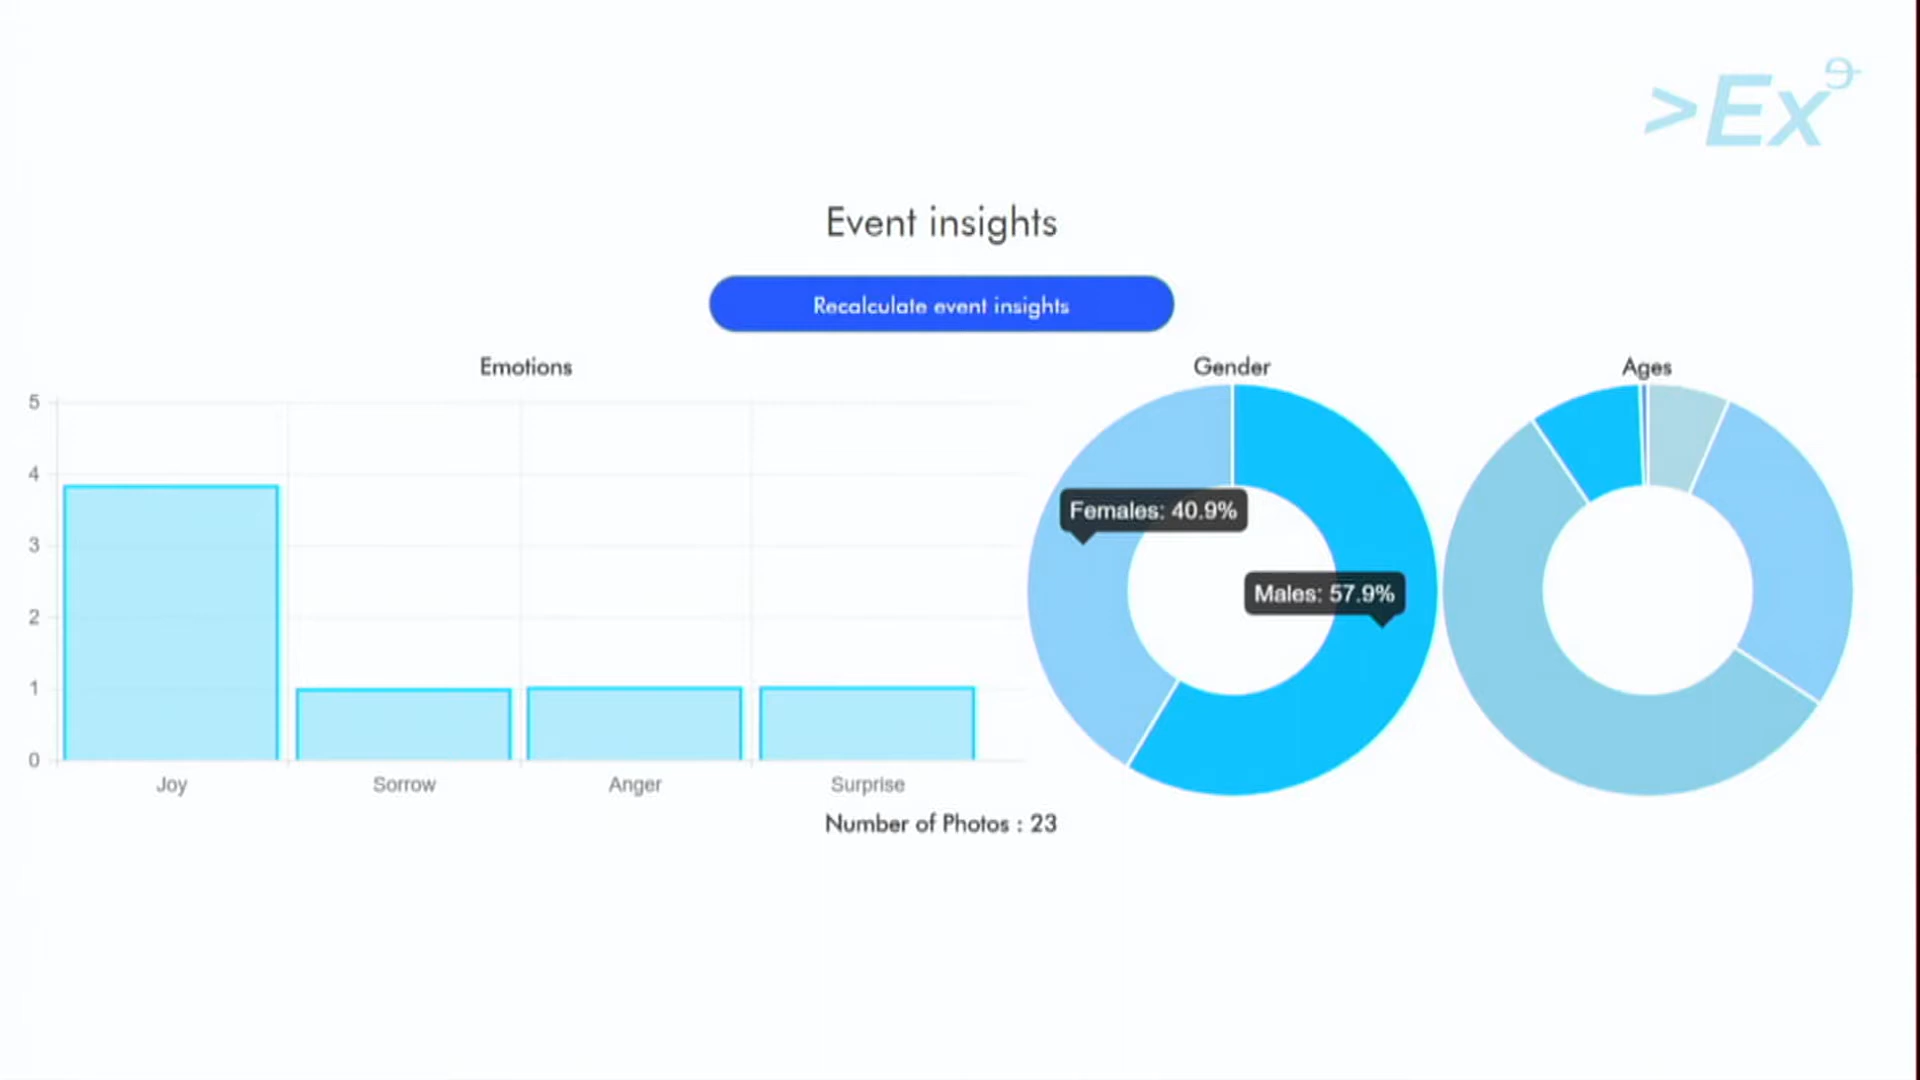 >Ex e
Event insights
Recalculate event insights
Emotions
Gender
Ages
5
4
3
2
1
0
Females: 40.9%
Males: 57.9%
Joy
Sorrow
Anger
Surprise
Number of Photos : 23